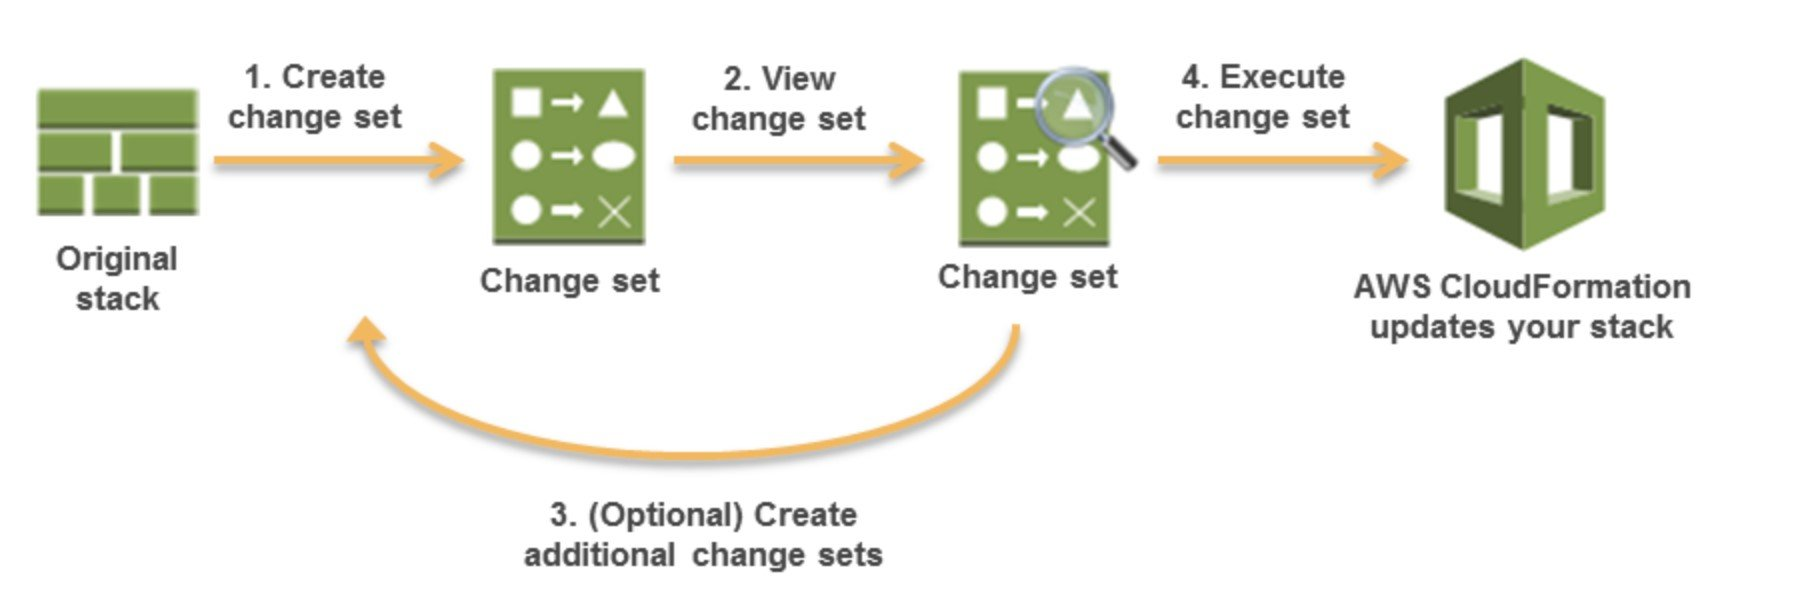 1. Create
change set
2. View
change set
4. Execute
change set
Original
stack
Change set
Change set
AWS CloudFormation
updates your stack
3. (Optional) Create
additional change sets